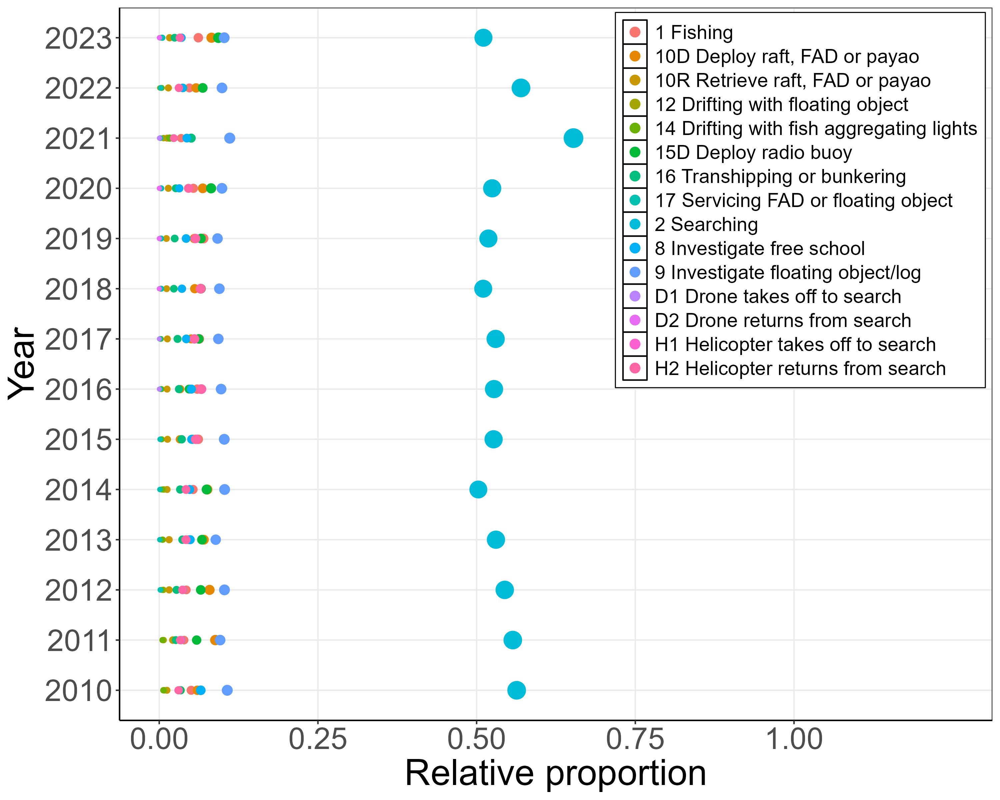 2023
2022
2021
2020
2019
2018
2017
2016
2015
2014
2013
2012
2011
2010
Year
1 Fishing
10D Deploy raft, FAD or payao
10R Retrieve raft, FAD or payao
12 Drifting with floating object
14 Drifting with fish aggregating lights
15D Deploy radio buoy
16 Transhipping or bunkering
17 Servicing FAD or floating object
2 Searching
8 Investigate free school
9 Investigate floating object/log
D1 Drone takes off to search
D2 Drone returns from search
H1 Helicopter takes off to search
H2 Helicopter returns from search
0.00 0.25 0.50 0.75 1.00
Relative proportion